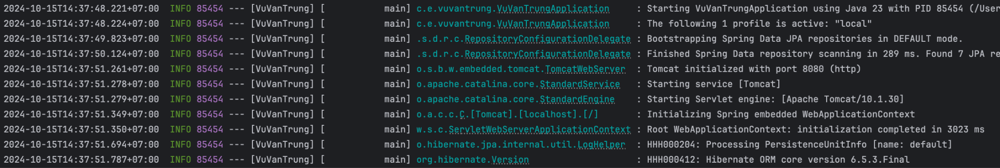 2024-10-15T14:37:48.221+07:00  INFO 85454 --- [VuVanTrung] [           main] c.e.vuvantrung.VuVanTrungApplication     : Starting VuVanTrungApplication using Java 23 with PID 85454 (/User
2024-10-15T14:37:48.224+07:00  INFO 85454 --- [VuVanTrung] [           main] c.e.vuvantrung.VuVanTrungApplication     : The following 1 profile is active: "local"
2024-10-15T14:37:49.823+07:00  INFO 85454 --- [VuVanTrung] [           main] .s.d.r.c.RepositoryConfigurationDelegate : Bootstrapping Spring Data JPA repositories in DEFAULT mode.
2024-10-15T14:37:50.124+07:00  INFO 85454 --- [VuVanTrung] [           main] .s.d.r.c.RepositoryConfigurationDelegate : Finished Spring Data repository scanning in 289 ms. Found 7 JPA re
2024-10-15T14:37:51.261+07:00  INFO 85454 --- [VuVanTrung] [           main] o.s.b.w.embedded.tomcat.TomcatWebServer  : Tomcat initialized with port 8080 (http)
2024-10-15T14:37:51.278+07:00  INFO 85454 --- [VuVanTrung] [           main] o.apache.catalina.core.StandardService   : Starting service [Tomcat]
2024-10-15T14:37:51.279+07:00  INFO 85454 --- [VuVanTrung] [           main] o.apache.catalina.core.StandardEngine    : Starting Servlet engine: [Apache Tomcat/10.1.30]
2024-10-15T14:37:51.349+07:00  INFO 85454 --- [VuVanTrung] [           main] o.a.c.c.C.[Tomcat].[localhost].[/]       : Initializing Spring embedded WebApplicationContext
2024-10-15T14:37:51.350+07:00  INFO 85454 --- [VuVanTrung] [           main] w.s.c.ServletWebServerApplicationContext : Root WebApplicationContext: initialization completed in 3023 ms
2024-10-15T14:37:51.694+07:00  INFO 85454 --- [VuVanTrung] [           main] o.hibernate.jpa.internal.util.LogHelper  : HHH000204: Processing PersistenceUnitInfo [name: default]
2024-10-15T14:37:51.787+07:00  INFO 85454 --- [VuVanTrung] [           main] org.hibernate.Version                    : HHH000412: Hibernate ORM core version 6.5.3.Final